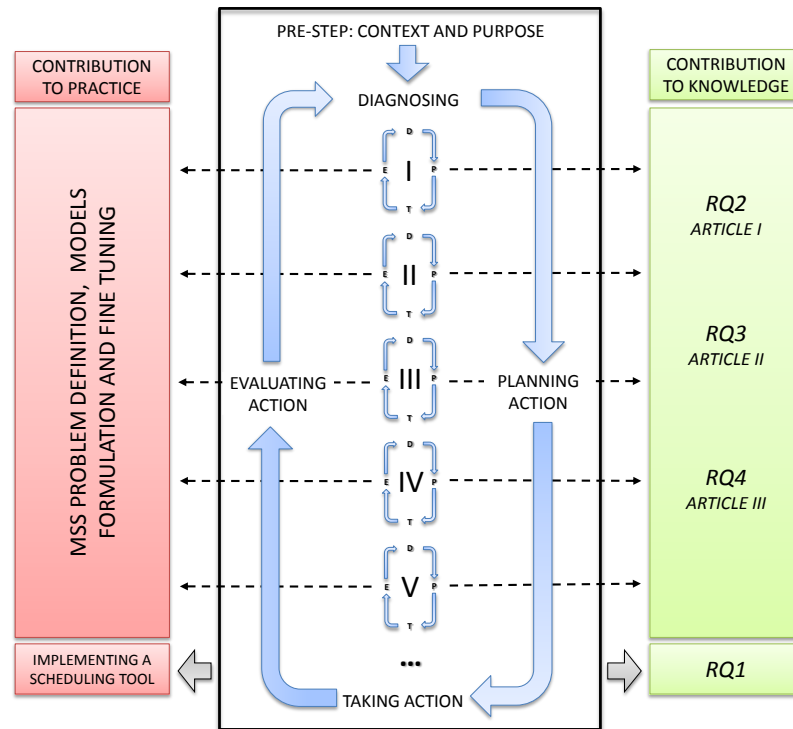 PRE-STEP: CONTEXT AND PURPOSE
CONTRIBUTION
TO PRACTICE
CONTRIBUTION
TO KNOWLEDGE
DIAGNOSING
MSS PROBLEM DEFINITION, MODELS
FORMULATION AND FINE TUNING
D
E I P
T
D
E II P
T
D
E III P
T
D
E IV P
T
D
E V P
T
...
EVALUATING
ACTION
PLANNING
ACTION
RQ2
ARTICLE I
RQ3
ARTICLE II
RQ4
ARTICLE III
IMPLEMENTING A
SCHEDULING TOOL
TAKING ACTION
RQ1